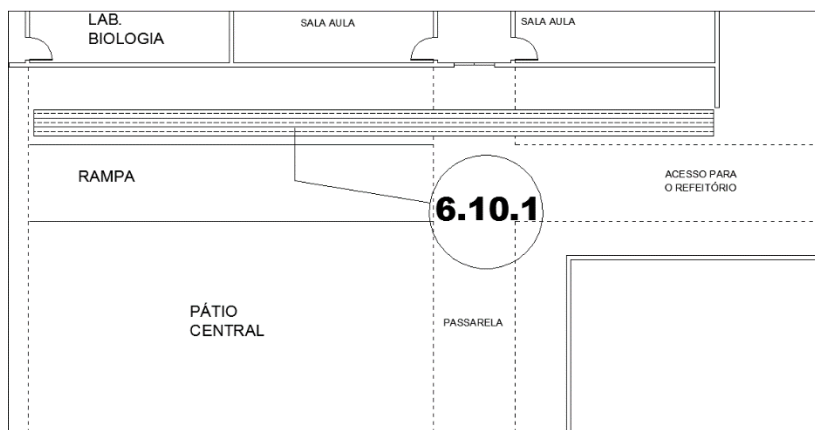 LAB.
BIOLOGIA
SALA AULA
SALA AULA
RAMPA
ACESSO PARA
O REFEITÓRIO
6.10.1
PÁTIO
CENTRAL
PASSARELA